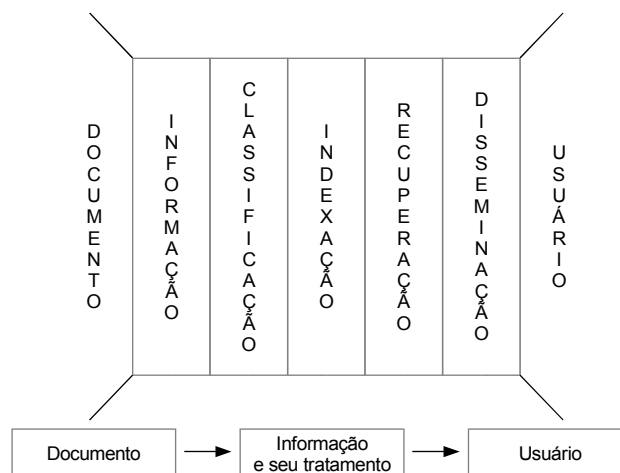 DOCUMENTO
INFORMAÇÃO
CLASSIFICAÇÃO
INDEXAÇÃO
RECUPERAÇÃO
DISSEMINAÇÃO
USUÁRIO
Documento
Informação
e seu tratamento
Usuário